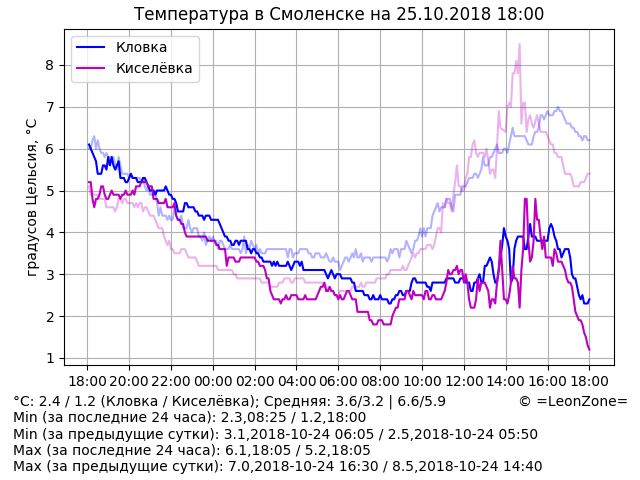 Температура в Смоленске на 25.10.2018 18:00
Кловка
Киселёвка
градусов Цельсия, °C
8
7
6
5
4
3
2
1
18:00 20:00 22:00 00:00 02:00 04:00 06:00 08:00 10:00 12:00 14:00 16:00 18:00
°C: 2.4 / 1.2 (Кловка / Киселёвка); Средняя: 3.6/3.2 | 6.6/5.9 © =LeonZone=
Min (за последние 24 часа): 2.3,08:25 / 1.2,18:00
Min (за предыдущие сутки): 3.1,2018-10-24 06:05 / 2.5,2018-10-24 05:50
Max (за последние 24 часа): 6.1,18:05 / 5.2,18:05
Max (за предыдущие сутки): 7.0,2018-10-24 16:30 / 8.5,2018-10-24 14:40